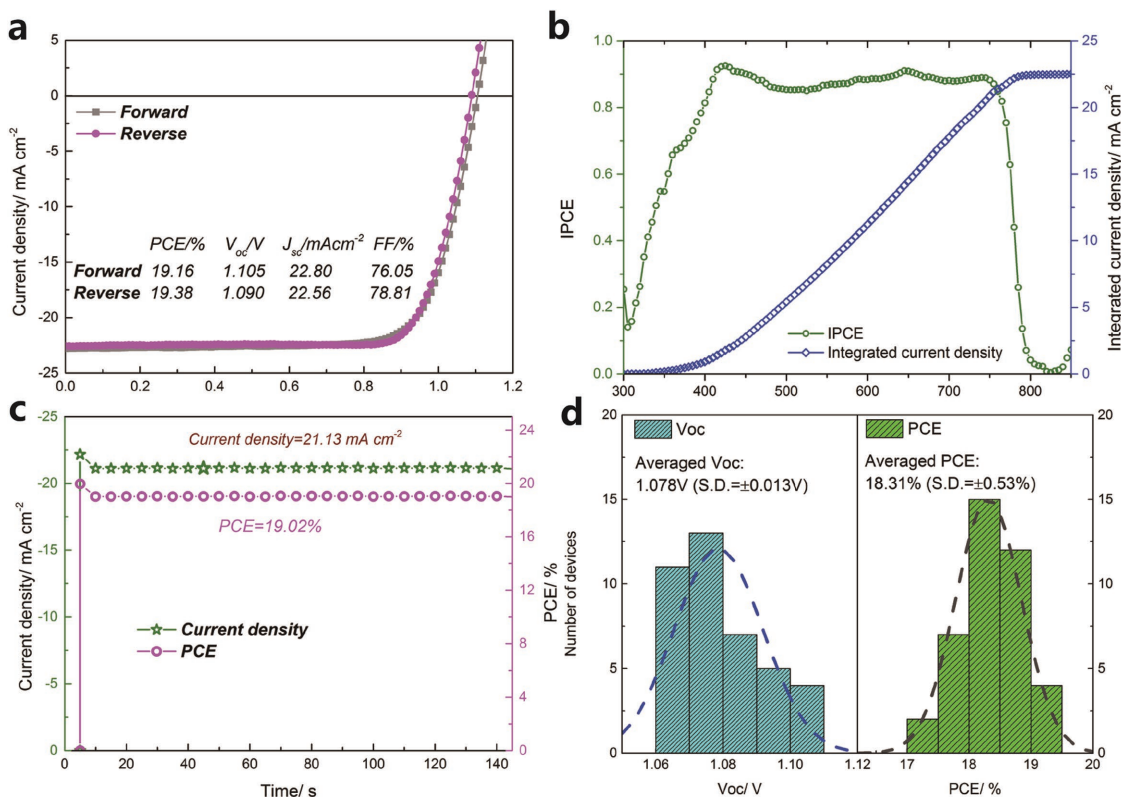 a
Current density/ mA cm-2
5
0
-5
-10
-15
-20
-25
0.0 0.2 0.4 0.6 0.8 1.0 1.2
Forward
Reverse
PCE/% Voc/V Jsc/mAcm-2 FF/%
Forward 19.16 1.105 22.80 76.05
Reverse 19.38 1.090 22.56 78.81
b
IPCE
1.0
0.8
0.6
0.4
0.2
0.0
300 400 500 600 700 800
IPCE
Integrated current density
25
20
15
10
5
0
Integrated current density/ mA cm-2
c
Current density/ mA cm-2
-25
-20
-15
-10
-5
0
Current density=21.13 mA cm-2
PCE=19.02%
Current density
PCE
24
20
16
12
8
4
0
PCE/ %
0 20 40 60 80 100 120 140
Time/ s
d
Number of devices
20
15
10
5
0
Voc
Averaged Voc:
1.078V (S.D.=±0.013V)
PCE
Averaged PCE:
18.31% (S.D.=±0.53%)
20
15
10
5
0
1.06 1.08 1.10 1.12 17 18 19 20
Voc/ V PCE/ %